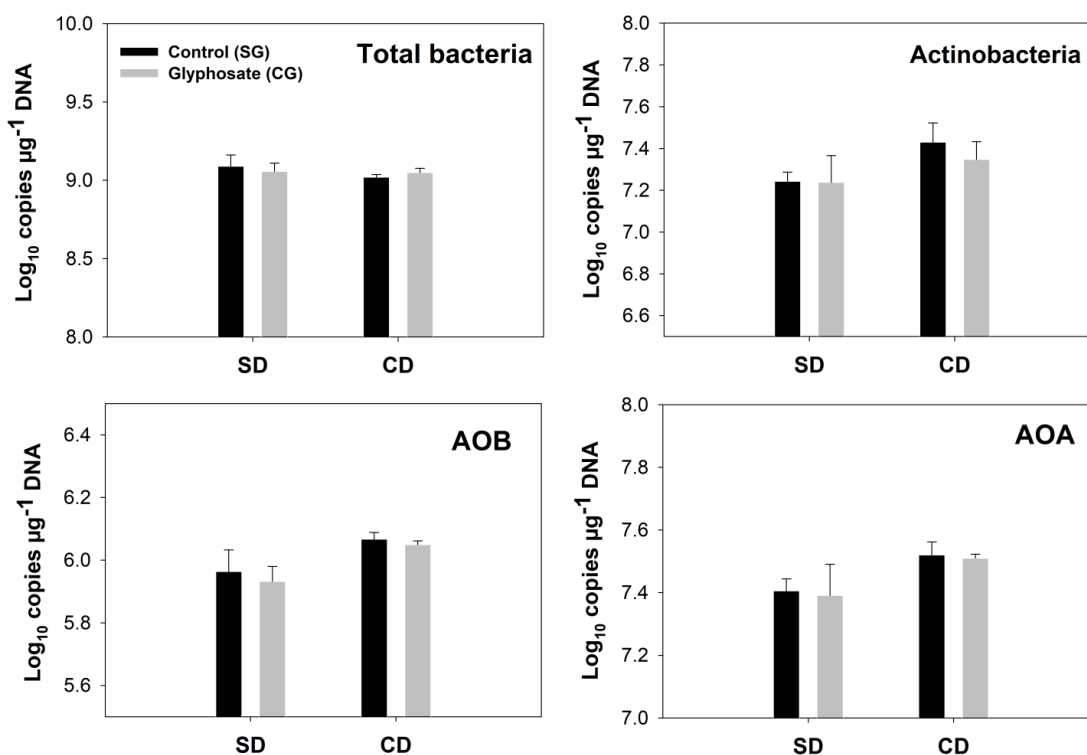 Total bacteria
Control (SG)
Glyphosate (CG)
Log₁₀ copies µg⁻¹ DNA
10.0
9.5
9.0
8.5
8.0
SD CD
Actinobacteria
Log₁₀ copies µg⁻¹ DNA
8.0
7.8
7.6
7.4
7.2
7.0
6.8
6.6
SD CD
AOB
Log₁₀ copies µg⁻¹ DNA
6.4
6.2
6.0
5.8
5.6
SD CD
AOA
Log₁₀ copies µg⁻¹ DNA
8.0
7.8
7.6
7.4
7.2
7.0
SD CD